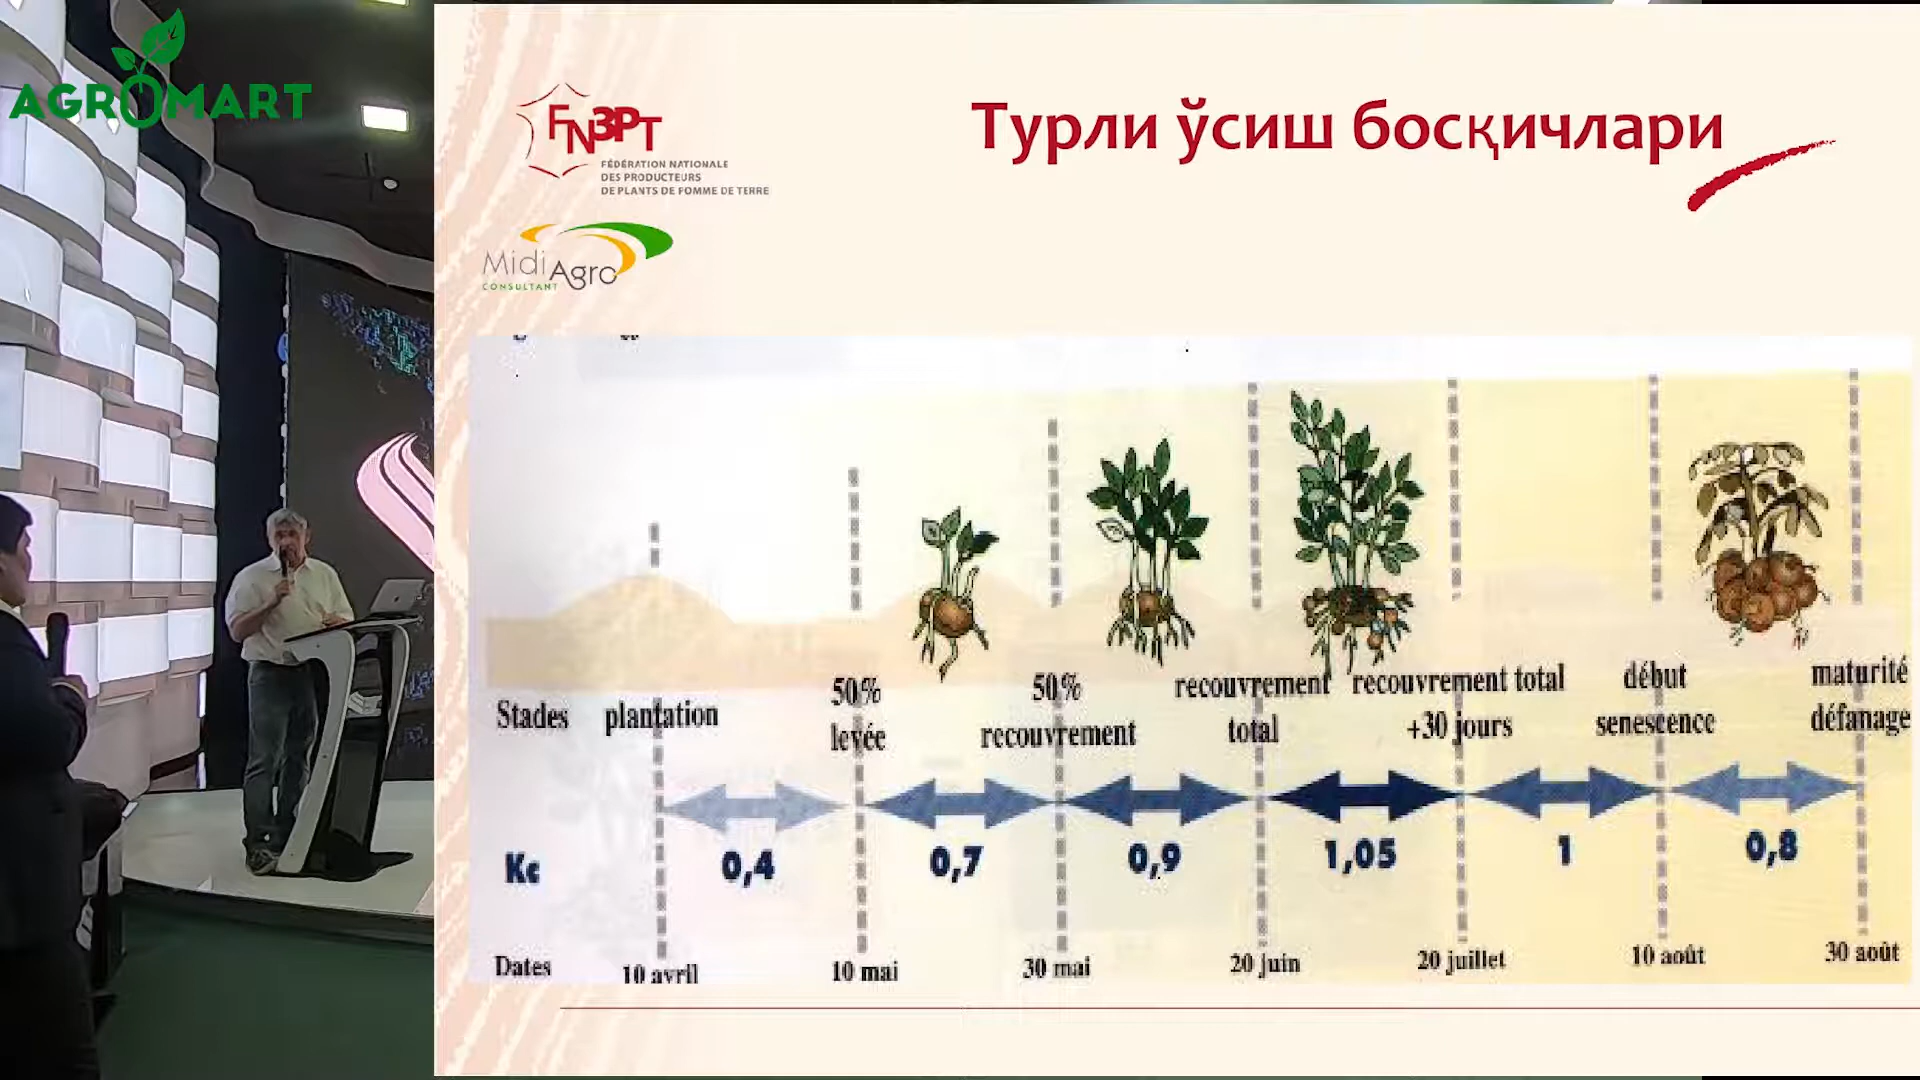 AGROMART
FN3PT
FÉDÉRATION NATIONALE
DES PRODUCTEURS
DE PLANTS DE POMME DE TERRE
Midi Agro
CONSULTANT
Турли ўсиш босқичлари
Stades
plantation
50%
levée
50%
recouvrement
recouvrement
total
recouvrement total
+30 jours
début
senescence
maturité
défanage
Kc
0,4
0,7
0,9
1,05
1
0,8
Dates
10 avril
10 mai
30 mai
20 juin
20 juillet
10 août
30 août